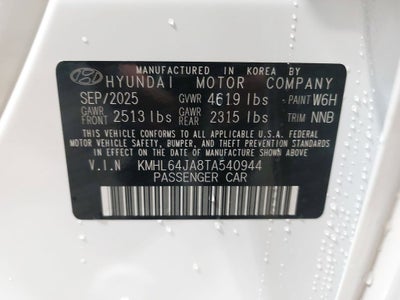 MANUFACTURED IN KOREA BY
HYUNDAI MOTOR COMPANY
SEP/2025 GVWR 4619 lbs PAINT W6H
GAWR FRONT 2513 lbs GAWR REAR 2315 lbs TRIM NNB
THIS VEHICLE CONFORMS TO ALL APPLICABLE U.S.A. FEDERAL
MOTOR VEHICLE SAFETY, BUMPER, AND THEFT PREVENTION STANDARDS
IN EFFECT ON THE DATE OF MANUFACTURE SHOWN ABOVE.
V.I.N KMHL64JA8TA540944
PASSENGER CAR